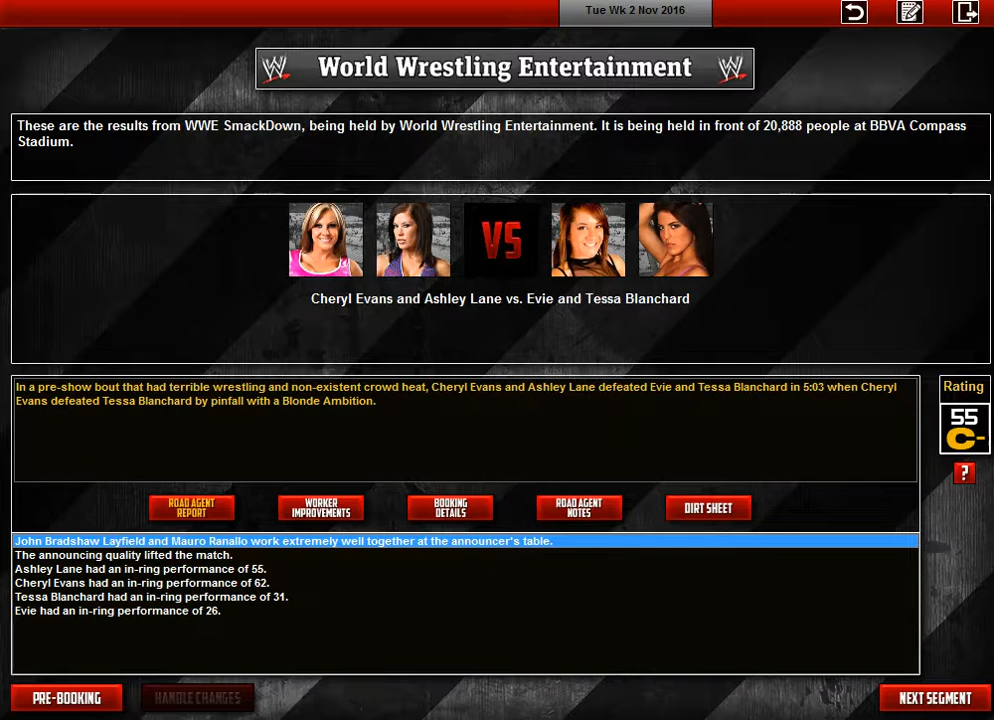 Tue Wk 2 Nov 2016
World Wrestling Entertainment
These are the results from WWE SmackDown, being held by World Wrestling Entertainment. It is being held in front of 20,888 people at BBVA Compass
Stadium.
VS
Cheryl Evans and Ashley Lane vs. Evie and Tessa Blanchard
In a pre-show bout that had terrible wrestling and non-existent crowd heat, Cheryl Evans and Ashley Lane defeated Evie and Tessa Blanchard in 5:03 when Cheryl
Evans defeated Tessa Blanchard by pinfall with a Blonde Ambition.
Rating
55
C-
?
ROAD AGENT
REPORT
WORKER
IMPROVEMENTS
BOOKING
DETAILS
ROAD AGENT
NOTES
DIRT SHEET
John Bradshaw Layfield and Mauro Ranallo work extremely well together at the announcer's table.
The announcing quality lifted the match.
Ashley Lane had an in-ring performance of 55.
Cheryl Evans had an in-ring performance of 62.
Tessa Blanchard had an in-ring performance of 31.
Evie had an in-ring performance of 26.
PRE-BOOKING
HANDLE CHANGES
NEXT SEGMENT